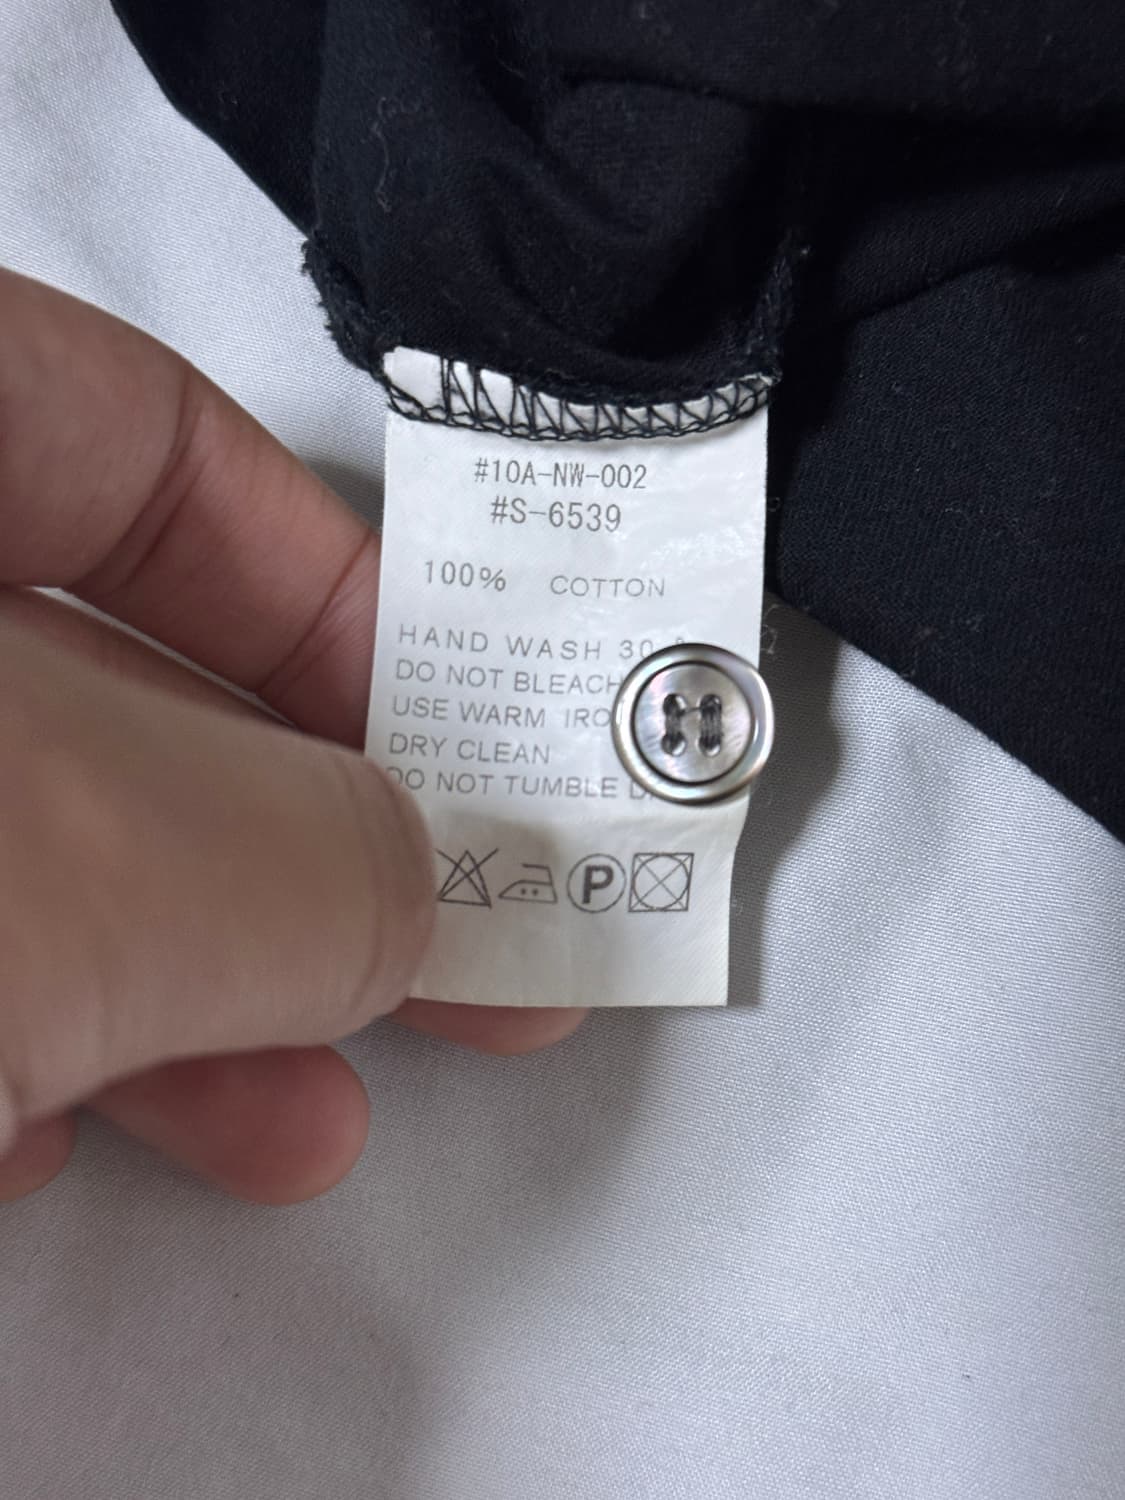 #10A-NW-002
#S-6539
100% COTTON
HAND WASH 30
DO NOT BLEACH
USE WARM
DRY CLEAN
DO NOT TUMBLE
P